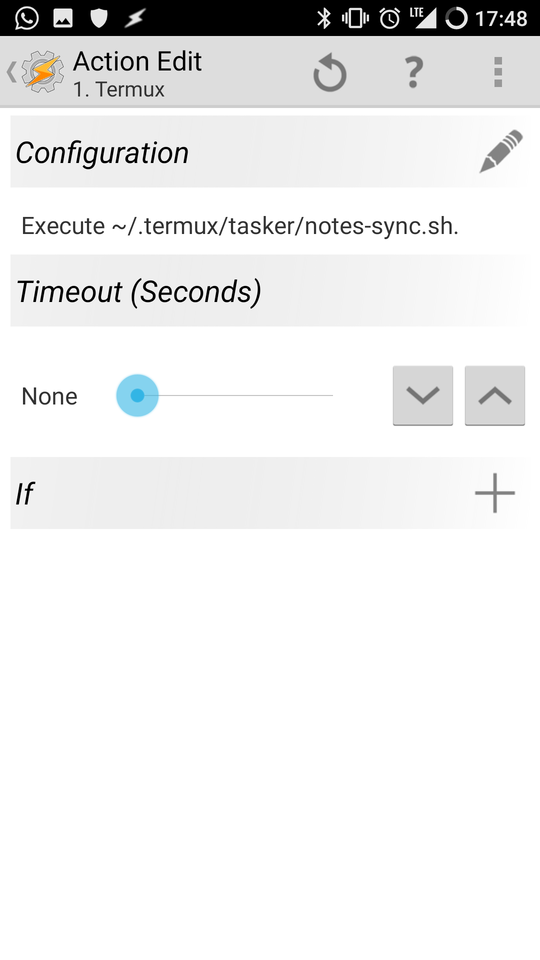 LTE 17:48
Action Edit
1. Termux
Configuration
Execute ~/.termux/tasker/notes-sync.sh.
Timeout (Seconds)
None
If